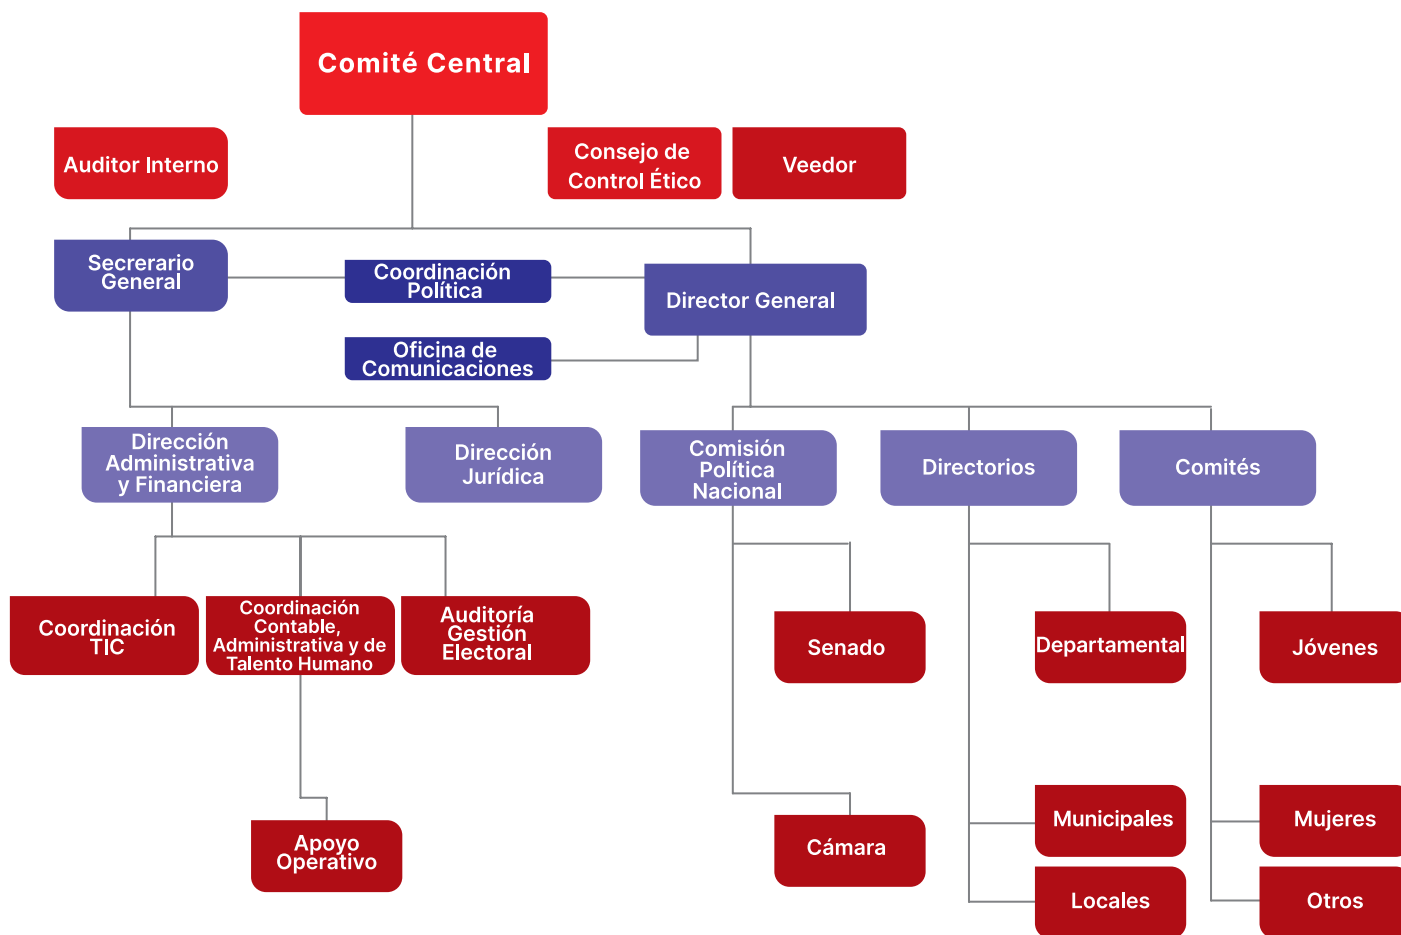 Comité Central
Auditor Interno
Consejo de
Control Ético
Veedor
Secrerario
General
Coordinación
Política
Director General
Oficina de
Comunicaciones
Dirección
Administrativa
y Financiera
Dirección
Jurídica
Comisión
Política
Nacional
Directorios
Comités
Coordinación
TIC
Coordinación
Contable,
Administrativa y de
Talento Humano
Auditoría
Gestión
Electoral
Senado
Departamental
Jóvenes
Apoyo
Operativo
Cámara
Municipales
Mujeres
Locales
Otros